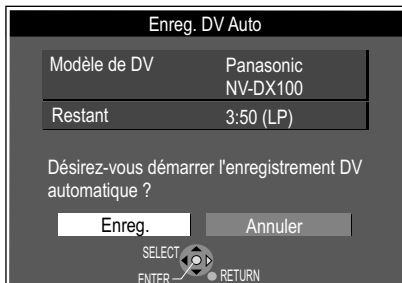 Enreg. DV Auto
Modèle de DV Panasonic
NV-DX100
Restant 3:50 (LP)
Désirez-vous démarrer l'enregistrement DV
automatique ?
Enreg. Annuler
SELECT
ENTER RETURN